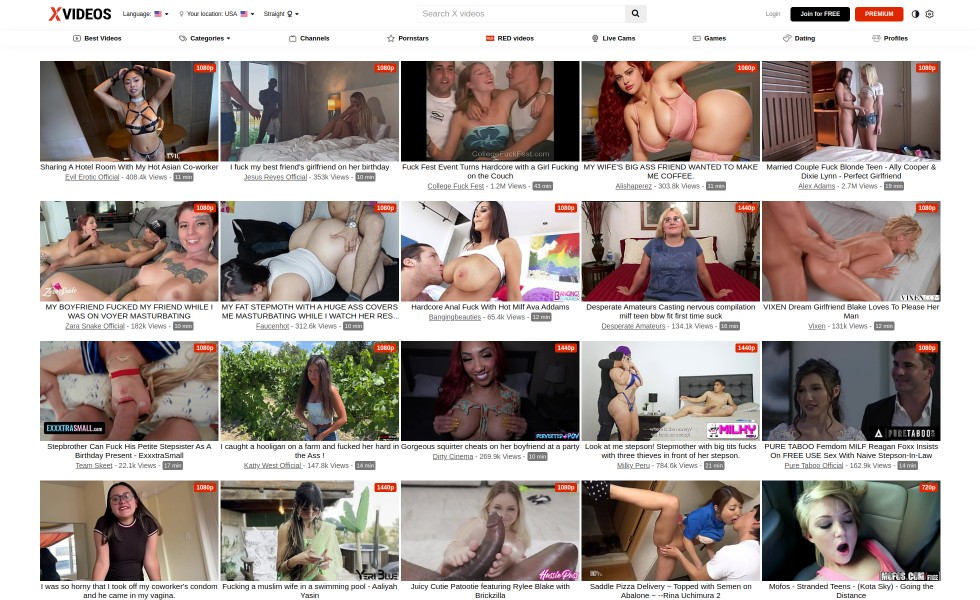 XVIDEOS
Language:
Your location: USA
Straight
Search X videos
Login
Join for FREE
PREMIUM
Best Videos
Categories
Channels
Pornstars
RED videos
Live Cams
Games
Dating
Profiles
1080p
Sharing A Hotel Room With My Hot Asian Co-worker
Evil Erotic Official - 408.4k Views - 11 min
1080p
I fuck my best friend's girlfriend on her birthday
Jesus Reyes Official - 353k Views - 10 min
CollegeFuckFest.com
Fuck Fest Event Turns Hardcore with a Girl Fucking
on the Couch
College Fuck Fest - 1.2M Views - 43 min
1080p
MY WIFE'S BIG ASS FRIEND WANTED TO MAKE
ME COFFEE.
Alishaperez - 303.8k Views - 11 min
1080p
Married Couple Fuck Blonde Teen - Ally Cooper &
Dixie Lynn - Perfect Girlfriend
Alex Adams - 2.7M Views - 19 min
1080p
MY BOYFRIEND FUCKED MY FRIEND WHILE I
WAS ON VOYER MASTURBATING
Zara Snake Official - 182k Views - 10 min
1080p
MY FAT STEPMOTH WITH A HUGE ASS COVERS
ME MASTURBATING WHILE I WATCH HER RES...
Faucenhot - 312.6k Views - 10 min
1080p
Hardcore Anal Fuck With Hot Milf Ava Addams
Bangingbeauties - 65.4k Views - 12 min
1440p
Desperate Amateurs Casting nervous compilation
milf teen bbw fit first time suck
Desperate Amateurs - 134.1k Views - 16 min
1080p
VIXEN.COM
VIXEN Dream Girlfriend Blake Loves To Please Her
Man
Vixen - 131k Views - 12 min
1080p
EXXXTRASMALL.com
Stepbrother Can Fuck His Petite Stepsister As A
Birthday Present - ExxxtraSmall
Team Skeet - 22.1k Views - 17 min
1080p
I caught a hooligan on a farm and fucked her hard in
the Ass !
Katty West Official - 147.8k Views - 14 min
1440p
PERVERTED POV
Gorgeous squirter cheats on her boyfriend at a party
Dirty Cinema - 269.9k Views - 10 min
1440p
MILKY
PERU
Look at me stepson! Stepmother with big tits fucks
with three thieves in front of her stepson.
Milky Peru - 784.6k Views - 21 min
1080p
PURETABOO
PURE TABOO Femdom MILF Reagan Foxx Insists
On FREE USE Sex With Naive Stepson-In-Law
Pure Taboo Official - 162.9k Views - 14 min
1080p
I was so horny that I took off my coworker's condom
and he came in my vagina.
1440p
Fucking a muslim wife in a swimming pool - Aaliyah
Yasin
1080p
Juicy Cutie Patootie featuring Rylee Blake with
Brickzilla
Saddle Pizza Delivery ~ Topped with Semen on
Abalone ~ --Rina Uchimura 2
720p
MOFOS.COM FREE
Mofos - Stranded Teens - (Kota Sky) - Going the
Distance